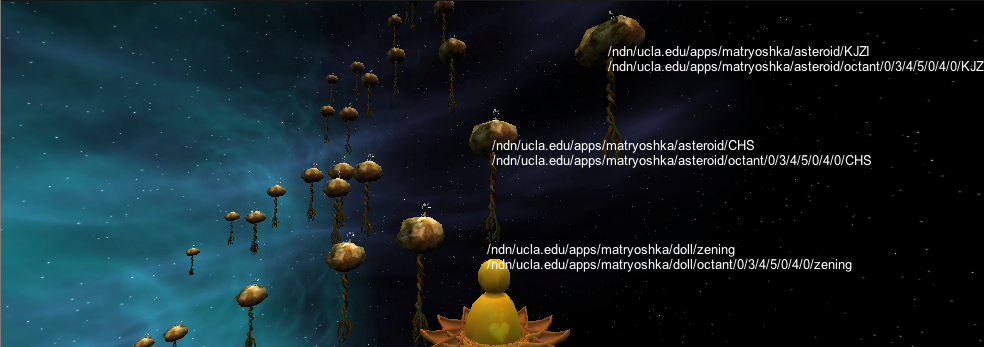 /ndn/ucla.edu/apps/matryoshka/asteroid/KJZI
/ndn/ucla.edu/apps/matryoshka/asteroid/octant/0/3/4/5/0/4/0/KJZ
/ndn/ucla.edu/apps/matryoshka/asteroid/CHS
/ndn/ucla.edu/apps/matryoshka/asteroid/octant/0/3/4/5/0/4/0/CHS
/ndn/ucla.edu/apps/matryoshka/doll/zening
/ndn/ucla.edu/apps/matryoshka/doll/octant/0/3/4/5/0/4/0/zening